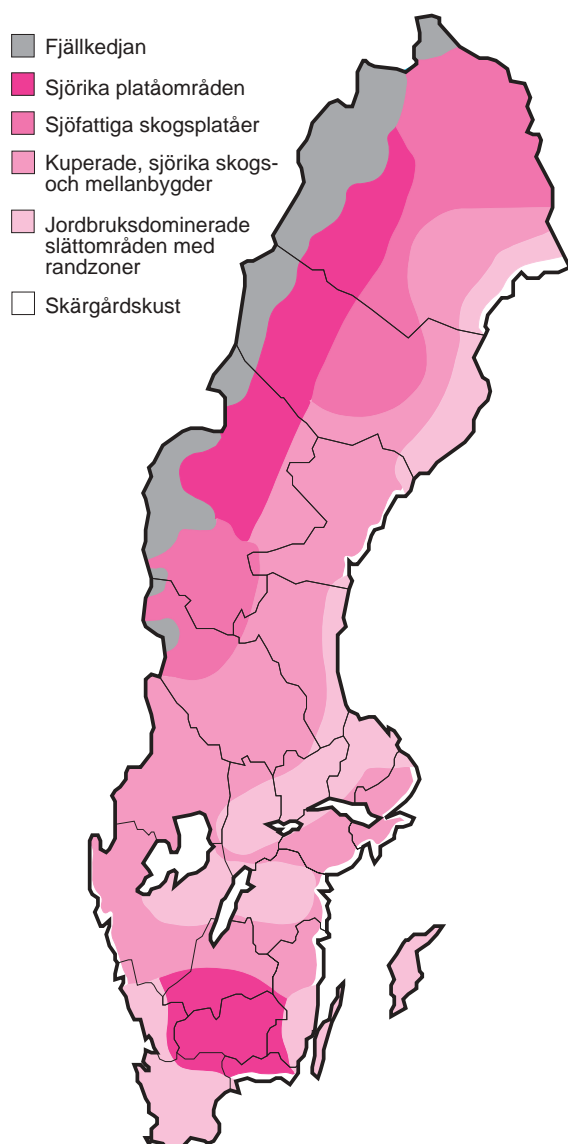 Fjällkedjan
Sjörika platåområden
Sjöfattiga skogsplatåer
Kuperade, sjörika skogs-
och mellanbygder
Jordbruksdominerade
slättområden med
randzoner
Skärgårdskust